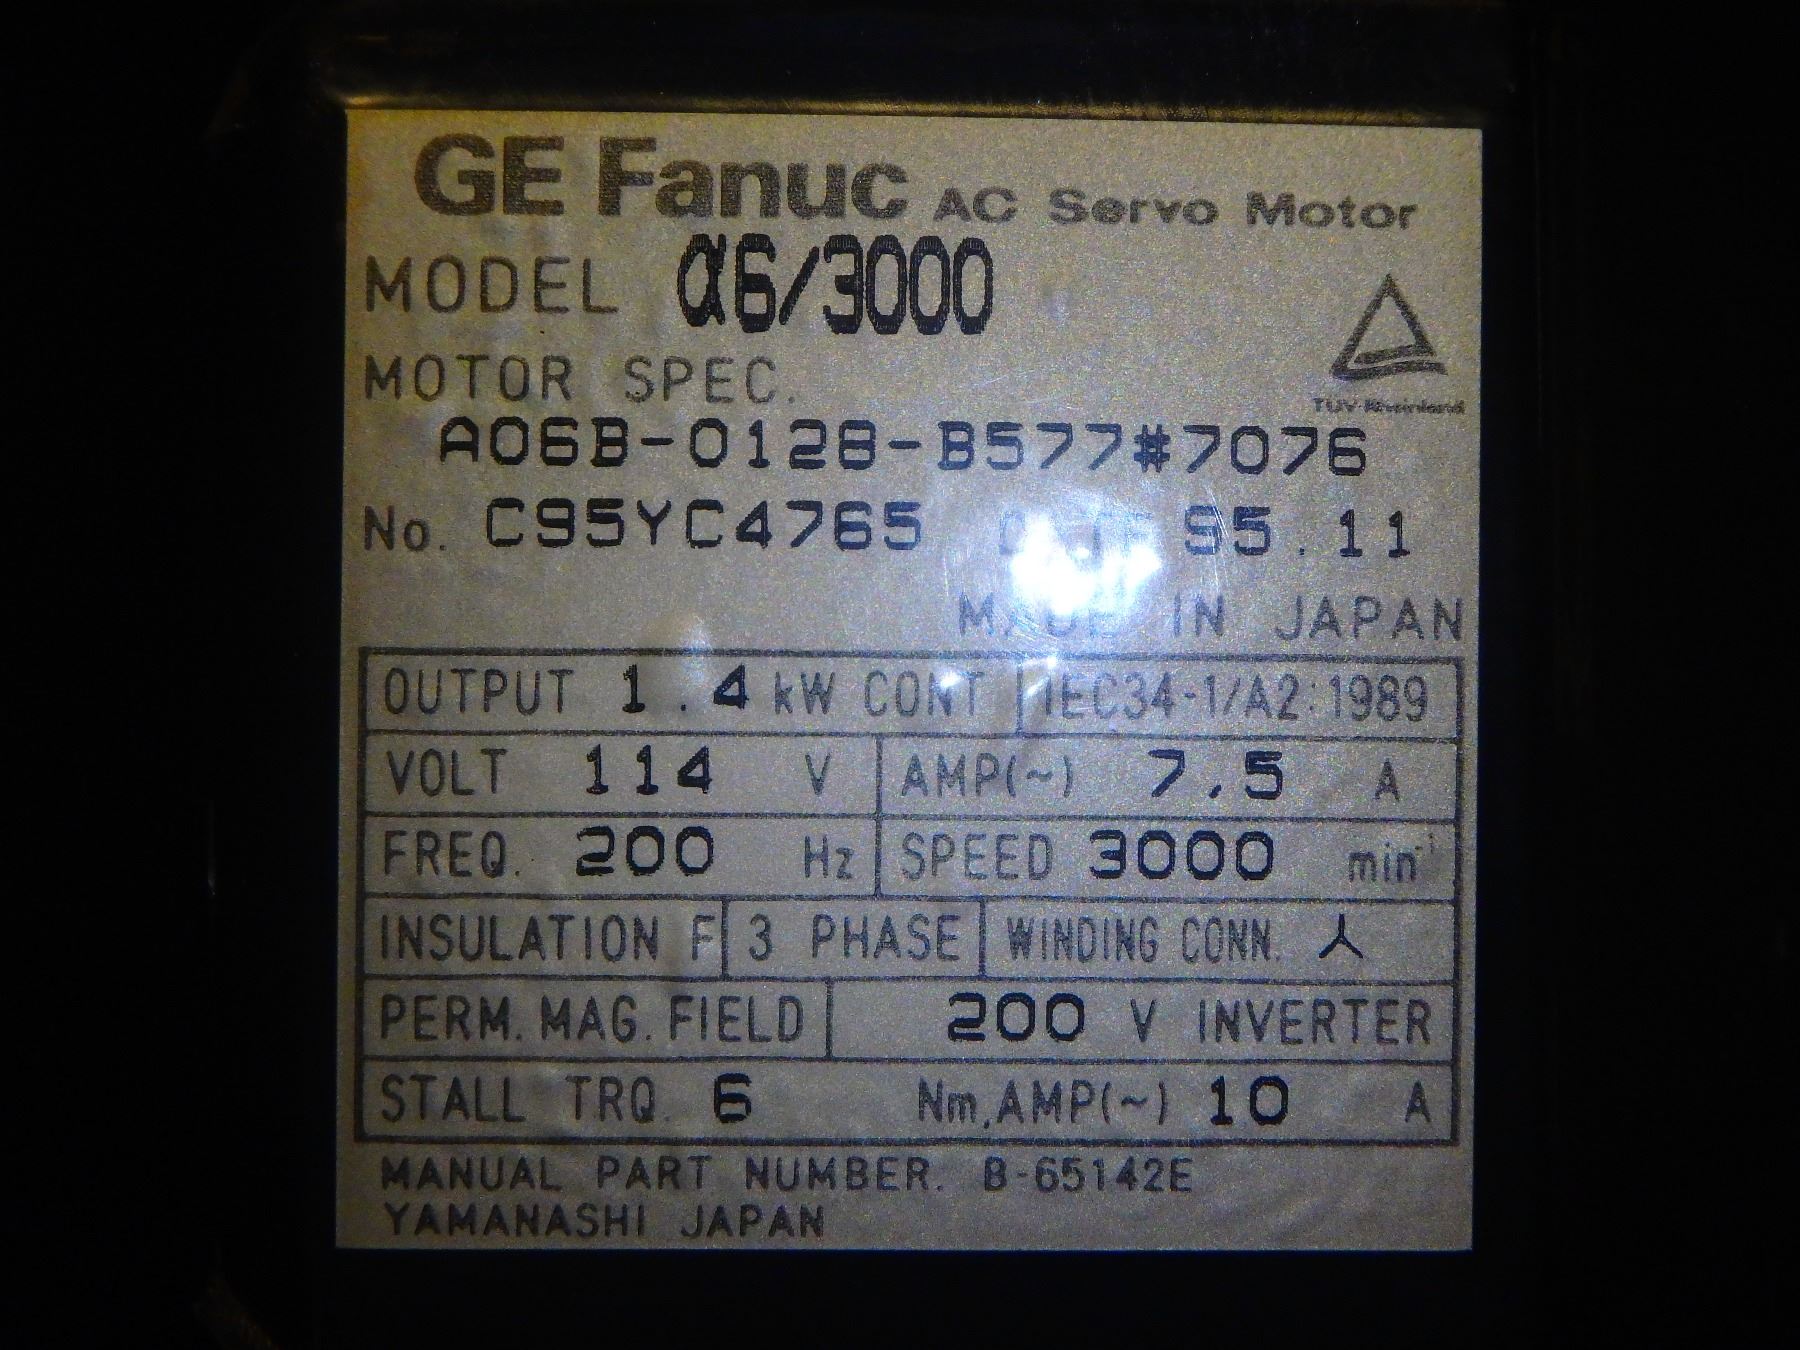 GE Fanuc AC Servo Motor
MODEL α6/3000
TUV Rheinland
MOTOR SPEC.
A06B-0128-B577#7076
No. C95YC4765 95.11
MADE IN JAPAN
OUTPUT 1.4 kW CONT IEC34-1/A2:1989
VOLT 114 V AMP(~) 7.5 A
FREQ. 200 Hz SPEED 3000 min⁻¹
INSULATION F 3 PHASE WINDING CONN. ⅄
PERM. MAG. FIELD 200 V INVERTER
STALL TRQ. 6 Nm, AMP(~) 10 A
MANUAL PART NUMBER. B-65142E
YAMANASHI JAPAN